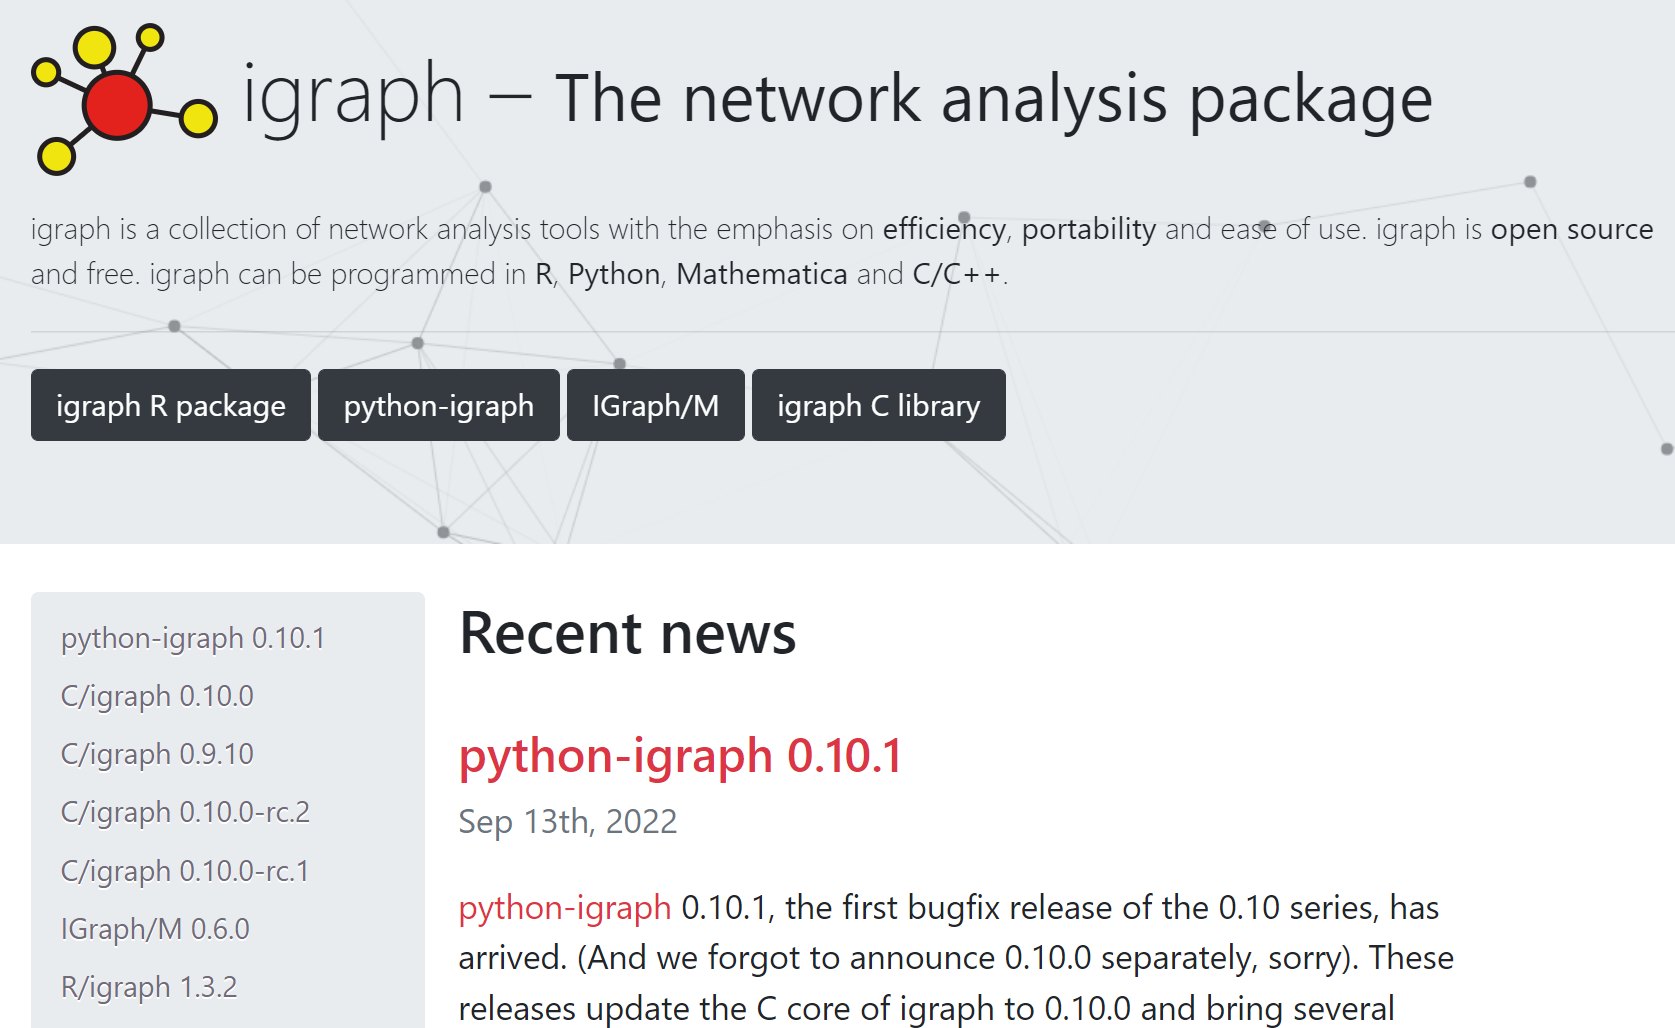 igraph – The network analysis package
igraph is a collection of network analysis tools with the emphasis on efficiency, portability and ease of use. igraph is open source
and free. igraph can be programmed in R, Python, Mathematica and C/C++.
igraph R package
python-igraph
IGraph/M
igraph C library
python-igraph 0.10.1
C/igraph 0.10.0
C/igraph 0.9.10
C/igraph 0.10.0-rc.2
C/igraph 0.10.0-rc.1
IGraph/M 0.6.0
R/igraph 1.3.2
Recent news
python-igraph 0.10.1
Sep 13th, 2022
python-igraph 0.10.1, the first bugfix release of the 0.10 series, has
arrived. (And we forgot to announce 0.10.0 separately, sorry). These
releases update the C core of igraph to 0.10.0 and bring several